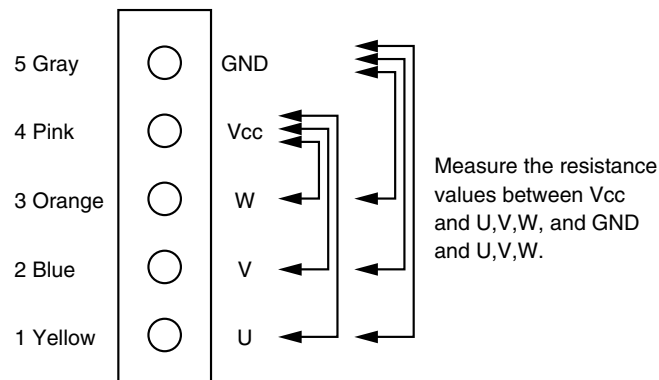 5 Gray GND
4 Pink Vcc
3 Orange W
2 Blue V
1 Yellow U
Measure the resistance
values between Vcc
and U,V,W, and GND
and U,V,W.